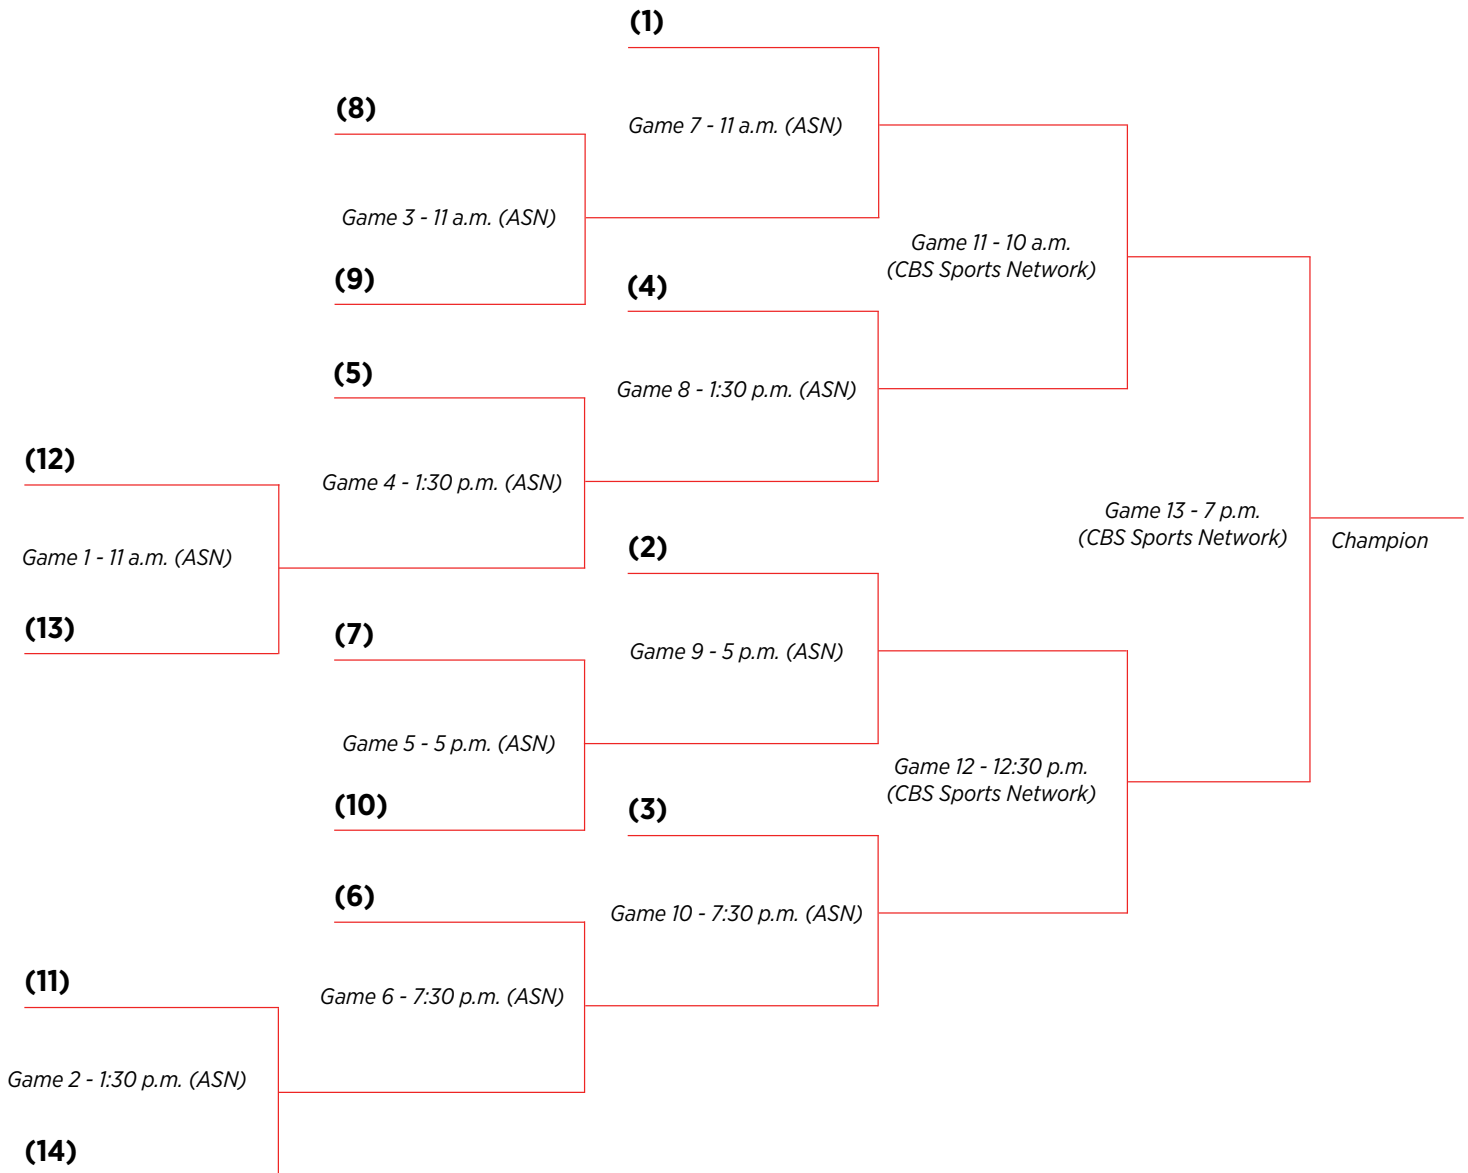 (1)
(8)
Game 7 - 11 a.m. (ASN)
Game 3 - 11 a.m. (ASN)
Game 11 - 10 a.m.
(CBS Sports Network)
(9)
(4)
(5)
Game 8 - 1:30 p.m. (ASN)
(12)
Game 4 - 1:30 p.m. (ASN)
Game 13 - 7 p.m.
(CBS Sports Network)
Champion
Game 1 - 11 a.m. (ASN)
(2)
(13)
(7)
Game 9 - 5 p.m. (ASN)
Game 5 - 5 p.m. (ASN)
Game 12 - 12:30 p.m.
(CBS Sports Network)
(10)
(3)
(6)
Game 10 - 7:30 p.m. (ASN)
(11)
Game 6 - 7:30 p.m. (ASN)
Game 2 - 1:30 p.m. (ASN)
(14)